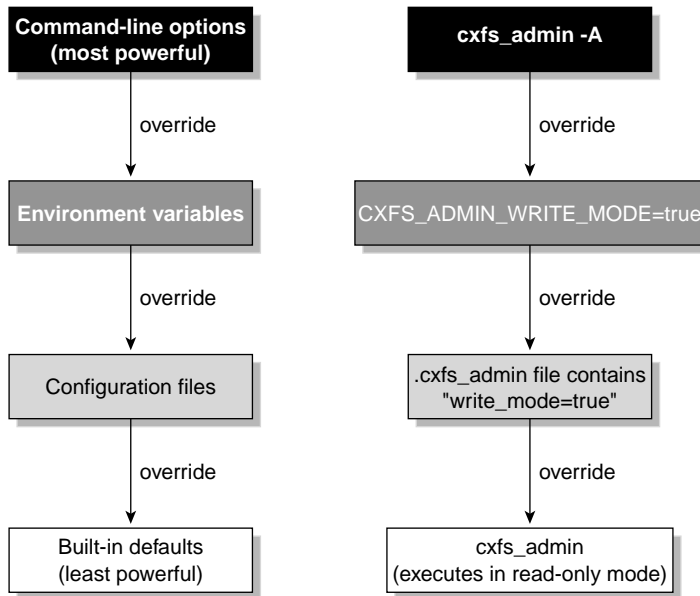 Command-line options
(most powerful)
override
Environment variables
override
Configuration files
override
Built-in defaults
(least powerful)
cxfs_admin -A
override
CXFS_ADMIN_WRITE_MODE=true
override
.cxfs_admin file contains
"write_mode=true"
override
cxfs_admin
(executes in read-only mode)